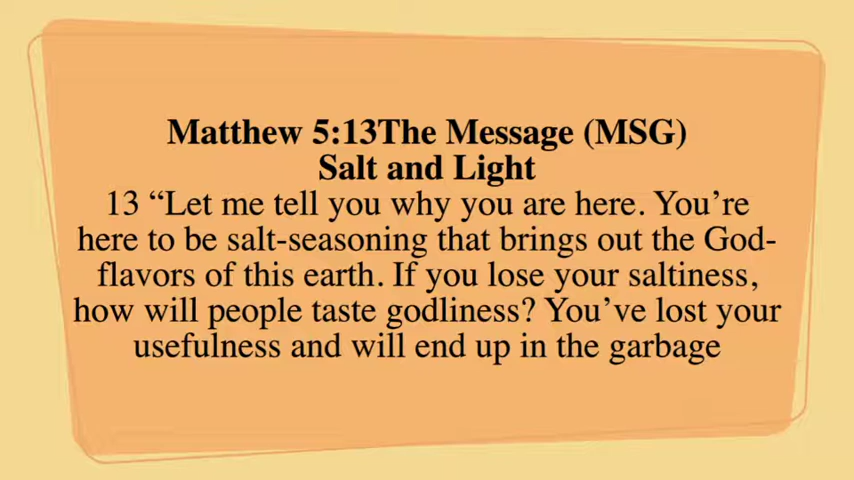 Matthew 5:13The Message (MSG)
Salt and Light
13 “Let me tell you why you are here. You’re
here to be salt-seasoning that brings out the God-
flavors of this earth. If you lose your saltiness,
how will people taste godliness? You’ve lost your
usefulness and will end up in the garbage